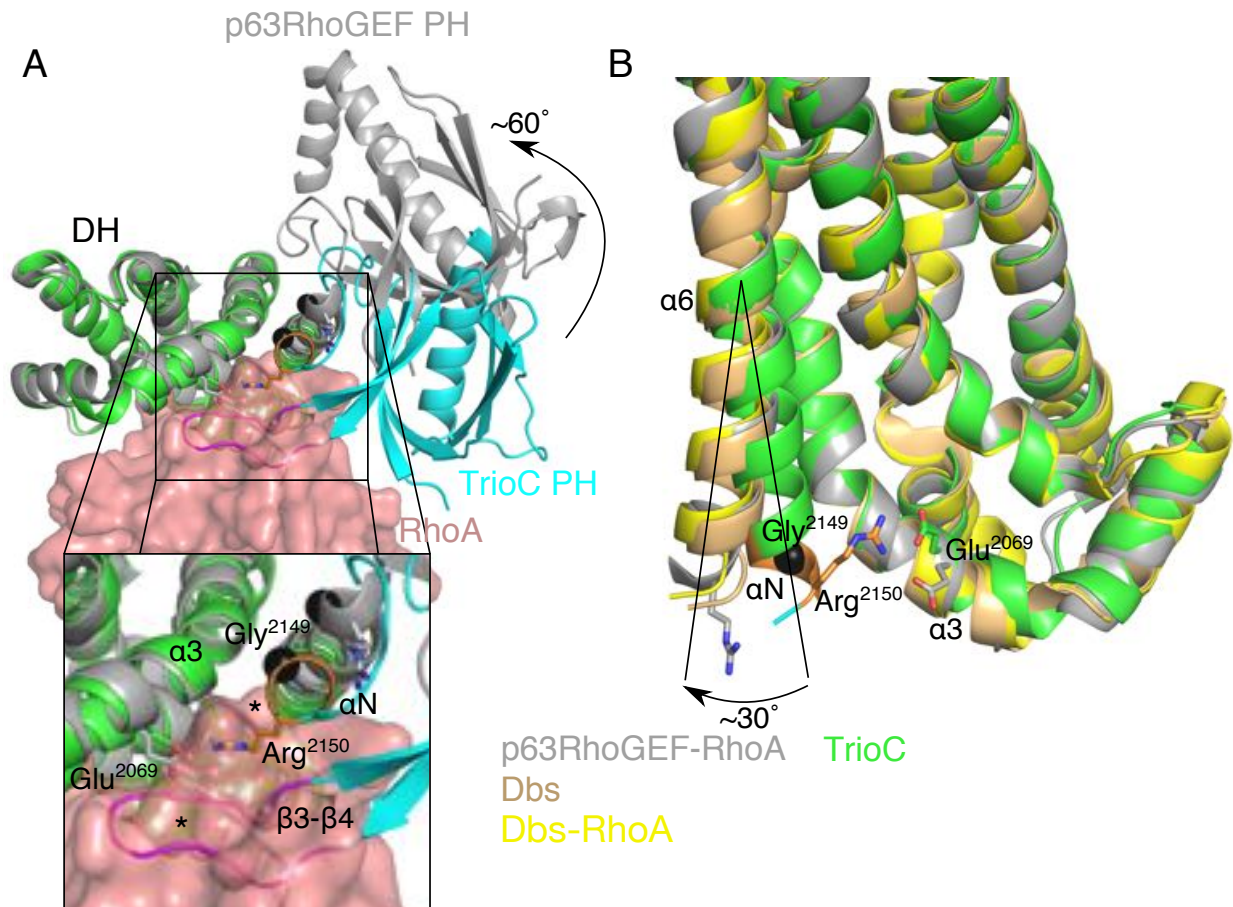 p63RhoGEF PH
A
B
~60°
DH
TrioC PH
RhoA
α3
Gly2149
αN
*
Arg2150
Glu2069
*
β3-β4
α6
Gly2149
Glu2069
αN
Arg2150
α3
~30°
p63RhoGEF-RhoA TrioC
Dbs
Dbs-RhoA